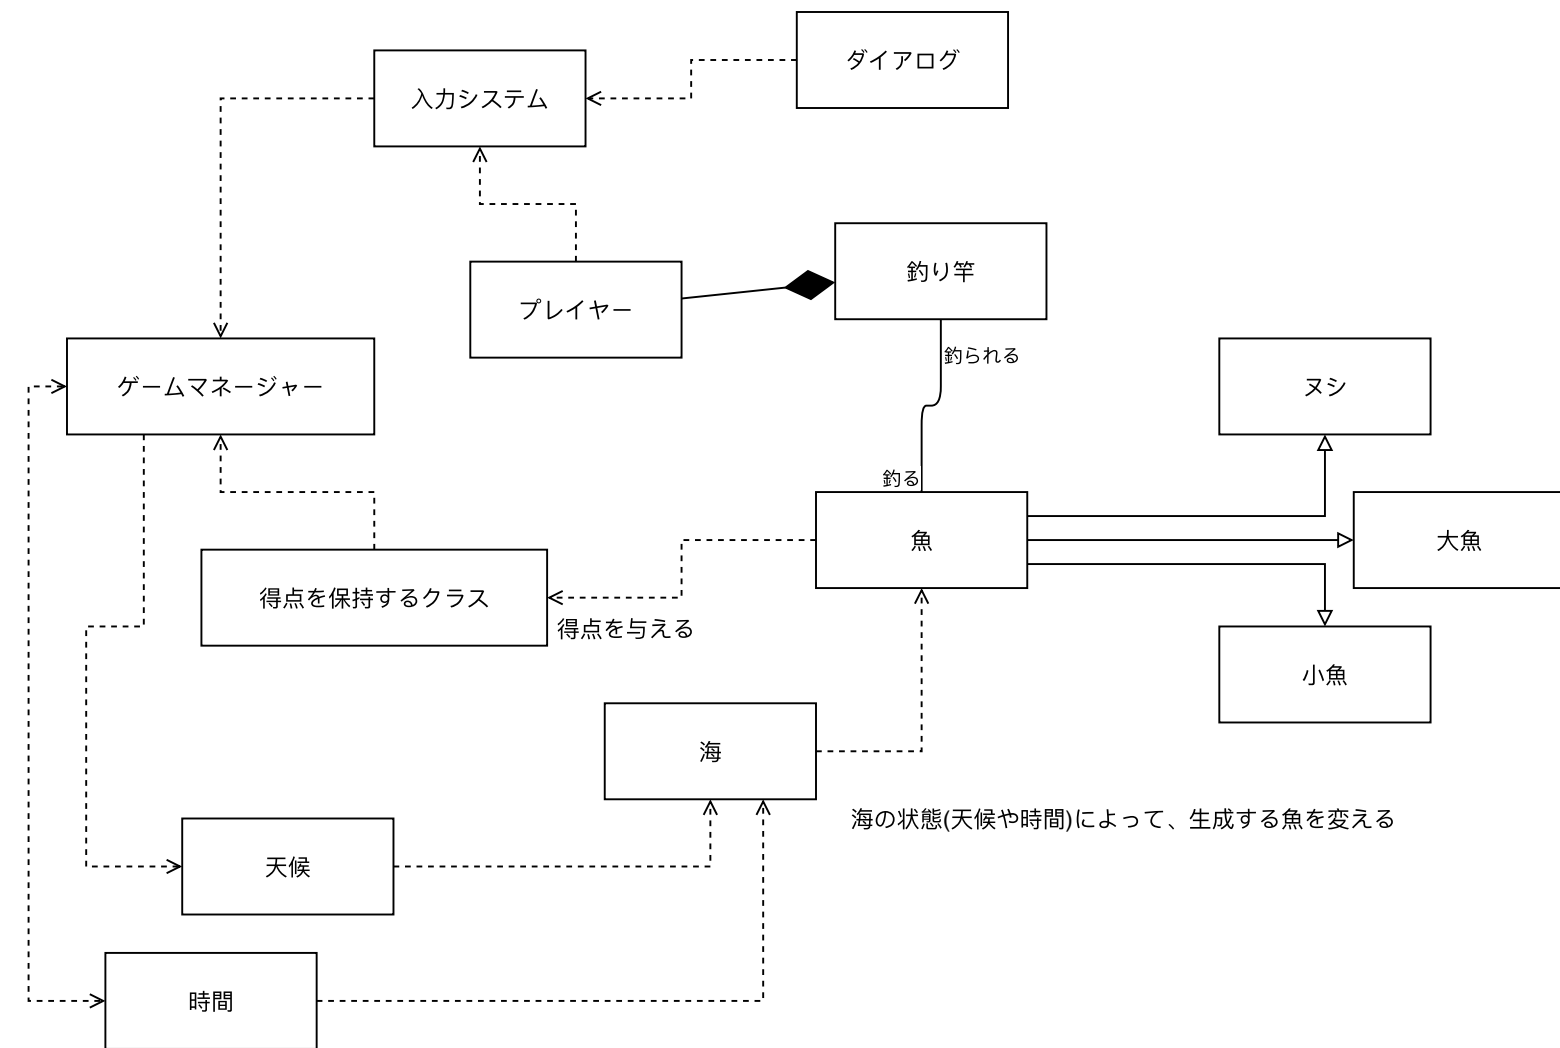 ダイアログ
入力システム
釣り竿
プレイヤー
釣られる
ゲームマネージャー
ヌシ
釣る
魚
大魚
得点を保持するクラス
得点を与える
小魚
海
海の状態(天候や時間)によって、生成する魚を変える
天候
時間